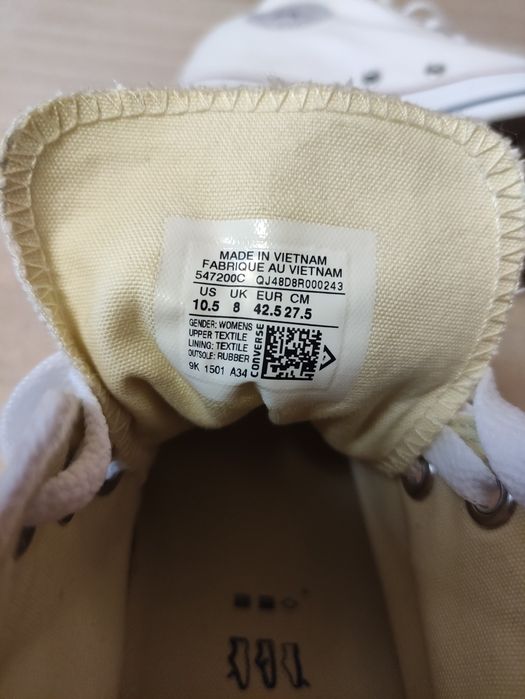 MADE IN VIETNAM
FABRIQUE AU VIETNAM
547200C QJ48D8R000243
US UK EUR CM
10.5 8 42.5 27.5
GENDER: WOMENS
UPPER TEXTILE
LINING: TEXTILE
OUTSOLE: RUBBER
9K 1501 A34
CONVERSE